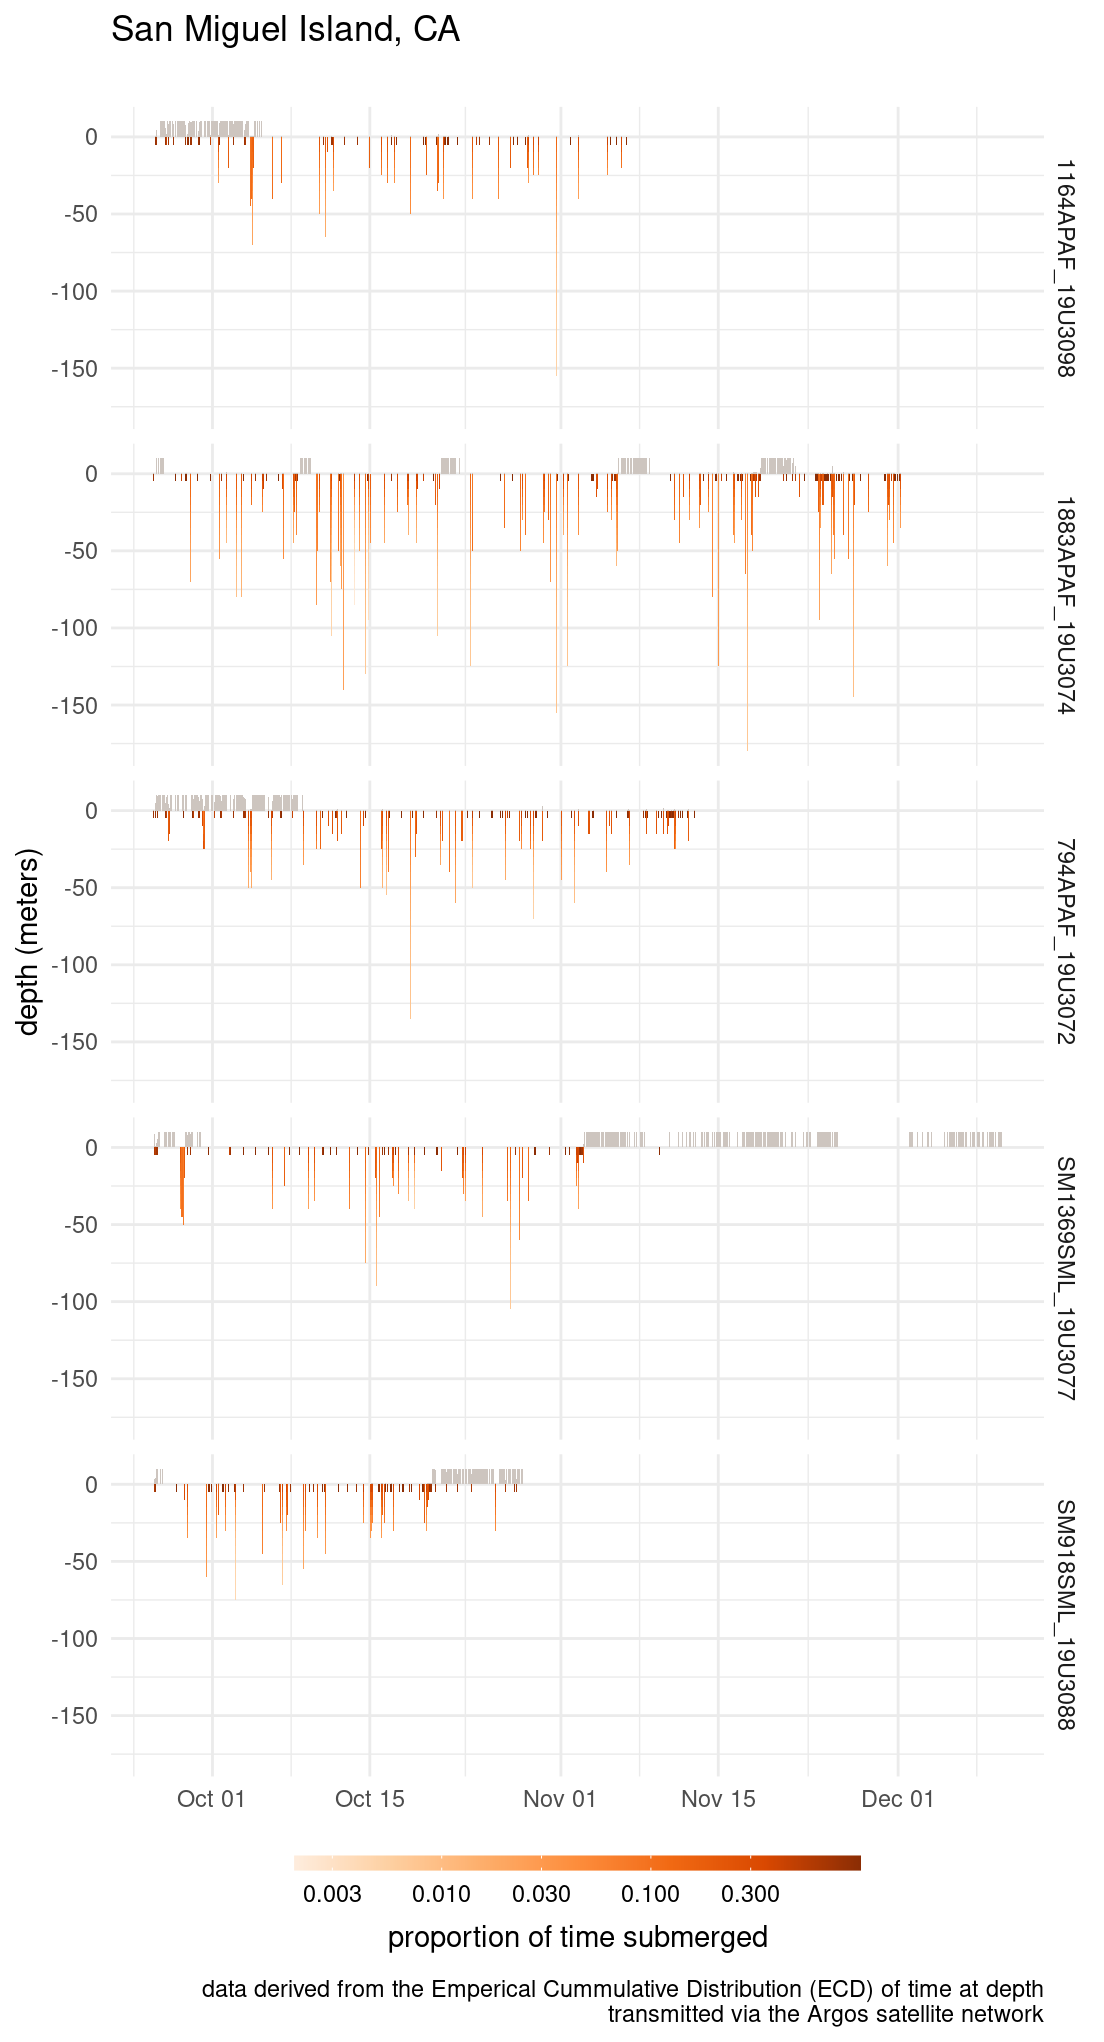 San Miguel Island, CA
0
-50
-100
-150
1164APAF_19U3098
0
-50
-100
-150
1883APAF_19U3074
0
-50
-100
-150
794APAF_19U3072
depth (meters)
0
-50
-100
-150
SM1369SML_19U3077
0
-50
-100
-150
SM918SML_19U3088
Oct 01 Oct 15 Nov 01 Nov 15 Dec 01
0.003 0.010 0.030 0.100 0.300
proportion of time submerged
data derived from the Emperical Cummulative Distribution (ECD) of time at depth
transmitted via the Argos satellite network